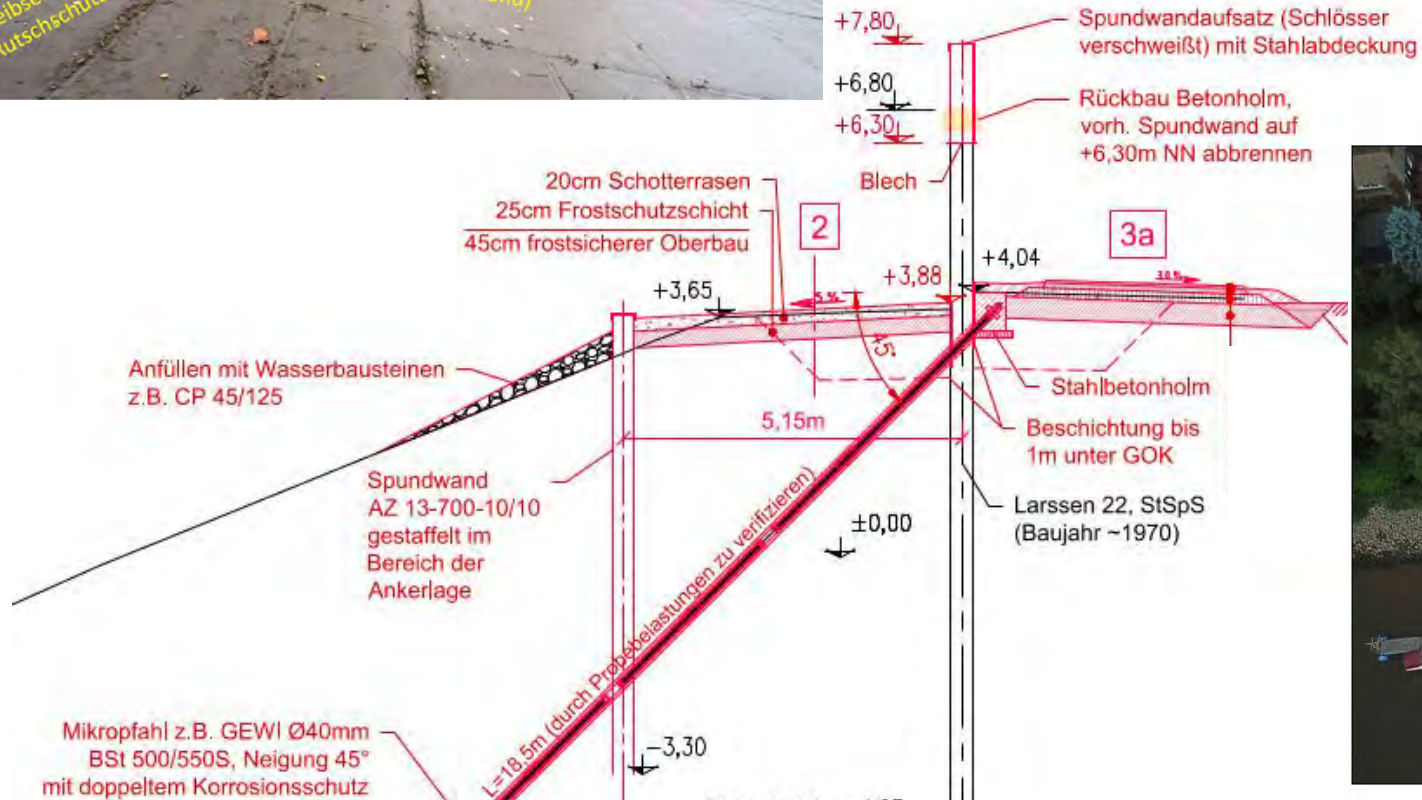 +7,80
Spundwandaufsatz (Schlösser
verschweißt) mit Stahlabdeckung
+6,80
+6,30
Rückbau Betonholm,
vorh. Spundwand auf
+6,30m NN abbrennen
Blech
20cm Schotterrasen
25cm Frostschutzschicht
45cm frostsicherer Oberbau
2
3a
+4,04
+3,88
+3,65
45°
Anfüllen mit Wasserbausteinen
z.B. CP 45/125
Stahlbetonholm
5,15m
Beschichtung bis
1m unter GOK
Spundwand
AZ 13-700-10/10
gestaffelt im
Bereich der
Ankerlage
Larssen 22, StSpS
(Baujahr ~1970)
±0,00
L=18,5m (durch Probebelastungen zu verifizieren)
Mikropfahl z.B. GEWI Ø40mm
BSt 500/550S, Neigung 45°
mit doppeltem Korrosionsschutz
-3,30